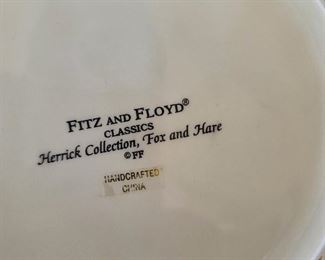 FITZ AND FLOYD®
CLASSICS
Herrick Collection, Fox and Hare
©FF
HANDCRAFTED
CHINA